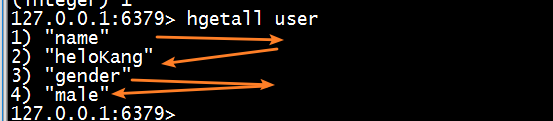 (integer) 1
127.0.0.1:6379> hgetall user
1) "name"
2) "heloKang"
3) "gender"
4) "male"
127.0.0.1:6379>